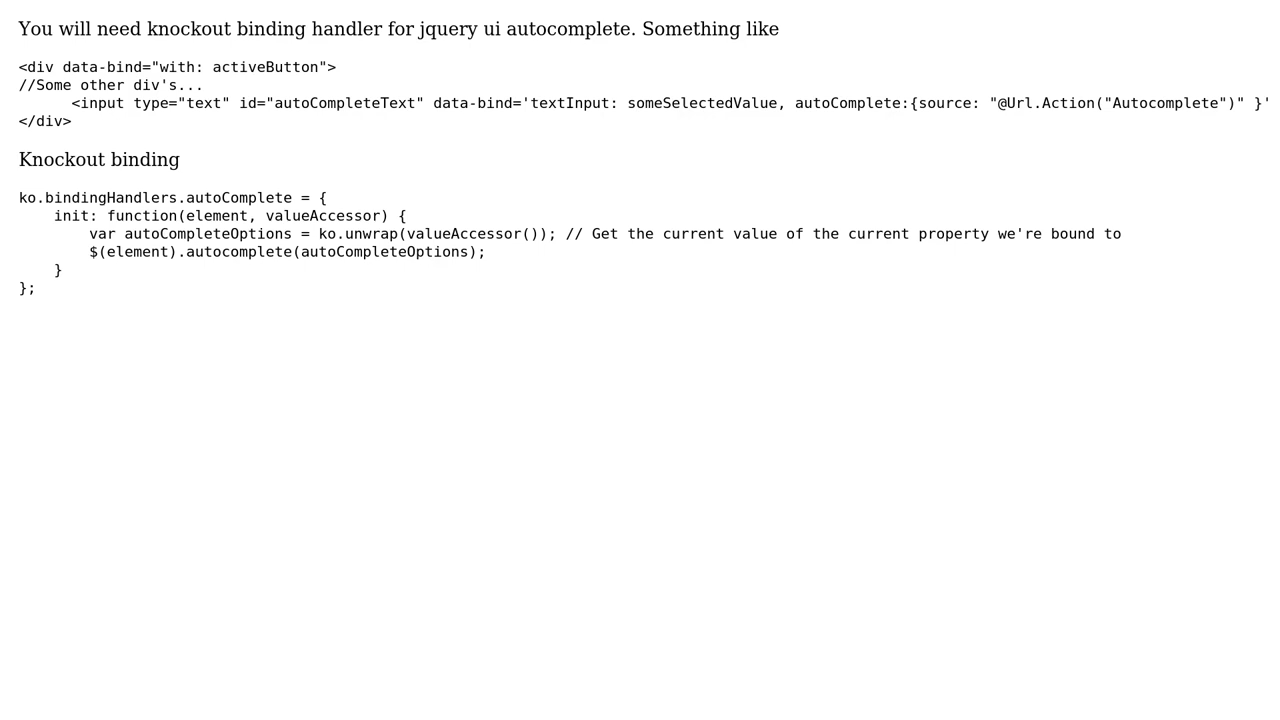 You will need knockout binding handler for jquery ui autocomplete. Something like
<div data-bind="with: activeButton">
//Some other div's...
      <input type="text" id="autoCompleteText" data-bind='textInput: someSelectedValue, autoComplete:{source: "@Url.Action("Autocomplete")" }'
</div>
Knockout binding
ko.bindingHandlers.autoComplete = {
    init: function(element, valueAccessor) {
        var autoCompleteOptions = ko.unwrap(valueAccessor()); // Get the current value of the current property we're bound to
        $(element).autocomplete(autoCompleteOptions);
    }
};